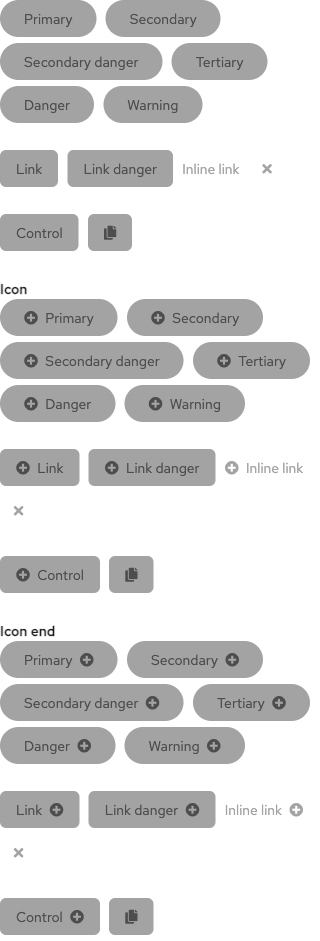 Primary Secondary
Secondary danger Tertiary
Danger Warning
Link Link danger Inline link
Control
Icon
Primary Secondary
Secondary danger Tertiary
Danger Warning
Link Link danger Inline link
Control
Icon end
Primary Secondary
Secondary danger Tertiary
Danger Warning
Link Link danger Inline link
Control